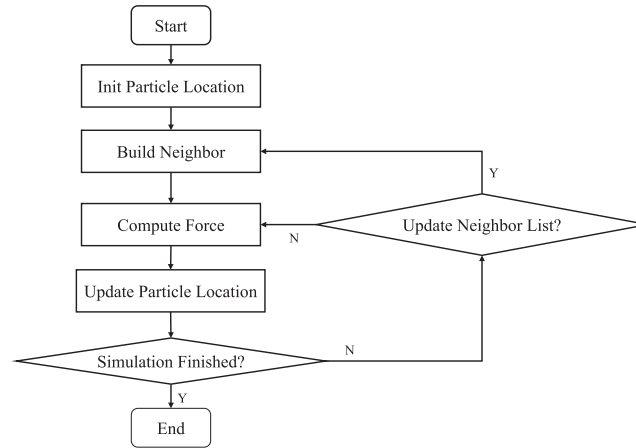 Start
Init Particle Location
Build Neighbor
Y
Compute Force
N
Update Neighbor List?
Update Particle Location
Simulation Finished?
N
Y
End